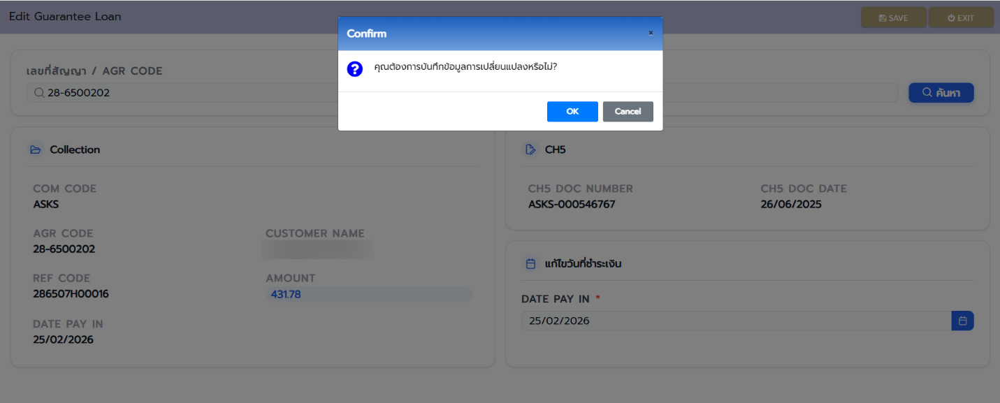 Edit Guarantee Loan
SAVE
EXIT
Confirm
×
คุณต้องการบันทึกข้อมูลการเปลี่ยนแปลงหรือไม่?
OK
Cancel
เลขที่สัญญา / AGR CODE
28-6500202
ค้นหา
Collection
COM CODE
ASKS
AGR CODE
CUSTOMER NAME
28-6500202
REF CODE
AMOUNT
286507H00016
431.78
DATE PAY IN
25/02/2026
CH5
CH5 DOC NUMBER
CH5 DOC DATE
ASKS-000546767
26/06/2025
แก้ไขวันที่ชำระเงิน
DATE PAY IN *
25/02/2026